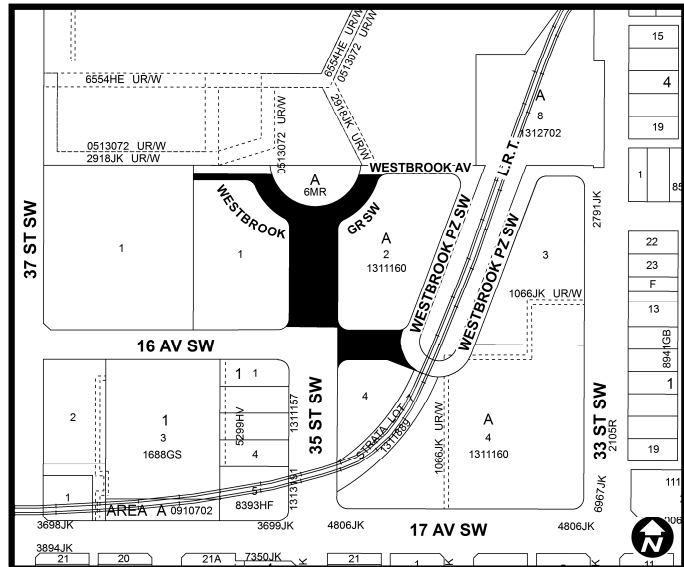 15
6554HE UR/W
0513072 UR/W
6554HE UR/W
4
A
8
1312702
2918JK UR/W
0513072 UR/W
19
0513072 UR/W
2918JK UR/W
L.R.T.
WESTBROOK AV
A
6MR
1
85
WESTBROOK
GR SW
2791JK
37 ST SW
1
1
A
2
1311160
WESTBROOK PZ SW
WESTBROOK PZ SW
3
22
23
F
13
1066JK UR/W
8941GB
16 AV SW
35 ST SW
33 ST SW
2105R
1
1
1
2
1
3
1688GS
5299HV
4
1311157
4
STRATA LOT 7
1311889
1066JK UR/W
A
4
1311160
19
1
5
8393HF
1313191
6967JK
111
AREA A 0910702
3698JK
3699JK
4806JK
17 AV SW
4806JK
N
3894JK
21
20
21A
7350JK
21
1
11